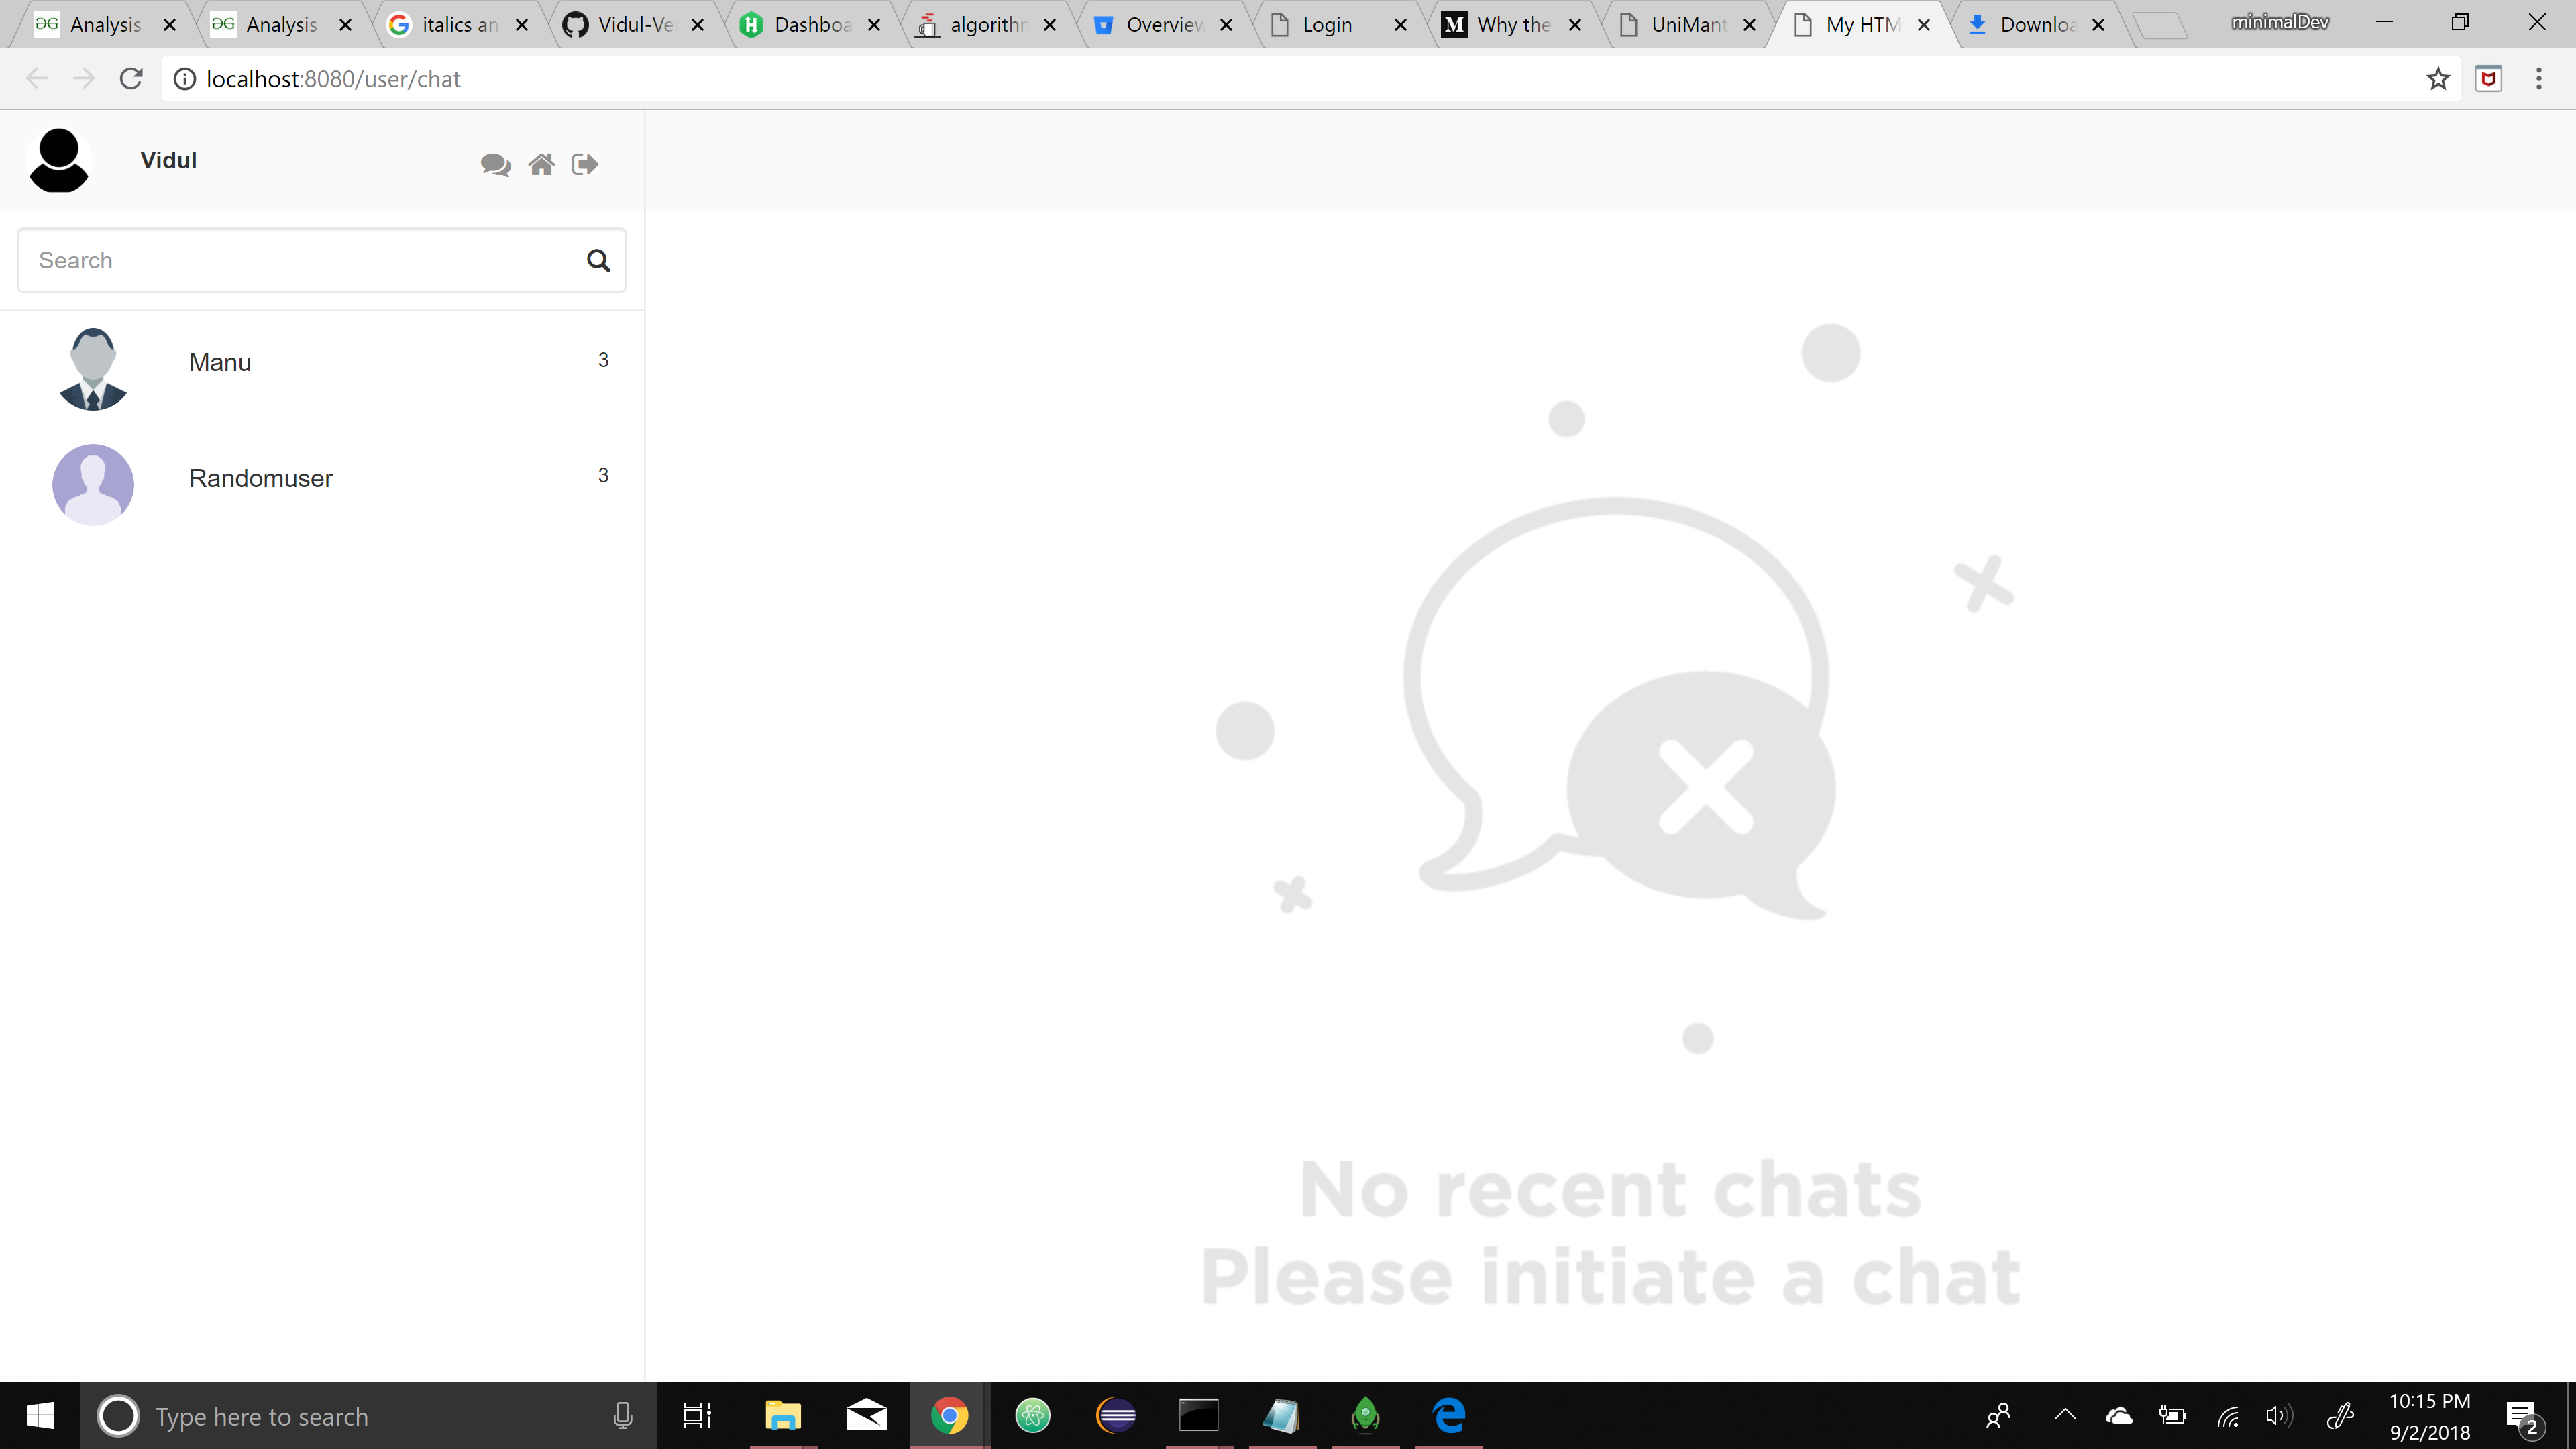 Analysis
Analysis
italics an
Vidul-Ve
Dashboa
algorithm
Overview
Login
Why the
UniMant
My HTM
Downloa
minimalDev
localhost:8080/user/chat
Vidul
Search
Manu
3
Randomuser
3
No recent chats
Please initiate a chat
Type here to search
10:15 PM
9/2/2018
2